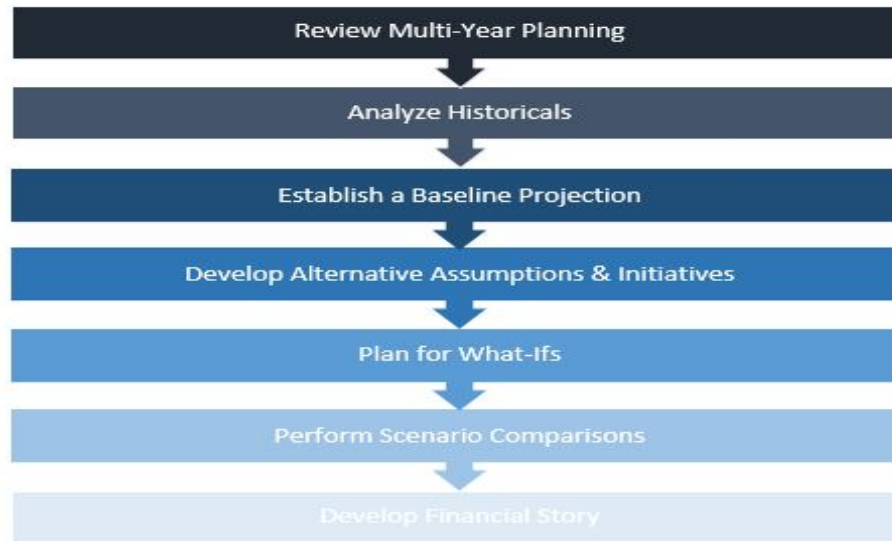 Review Multi-Year Planning
Analyze Historicals
Establish a Baseline Projection
Develop Alternative Assumptions & Initiatives
Plan for What-Ifs
Perform Scenario Comparisons
Develop Financial Story